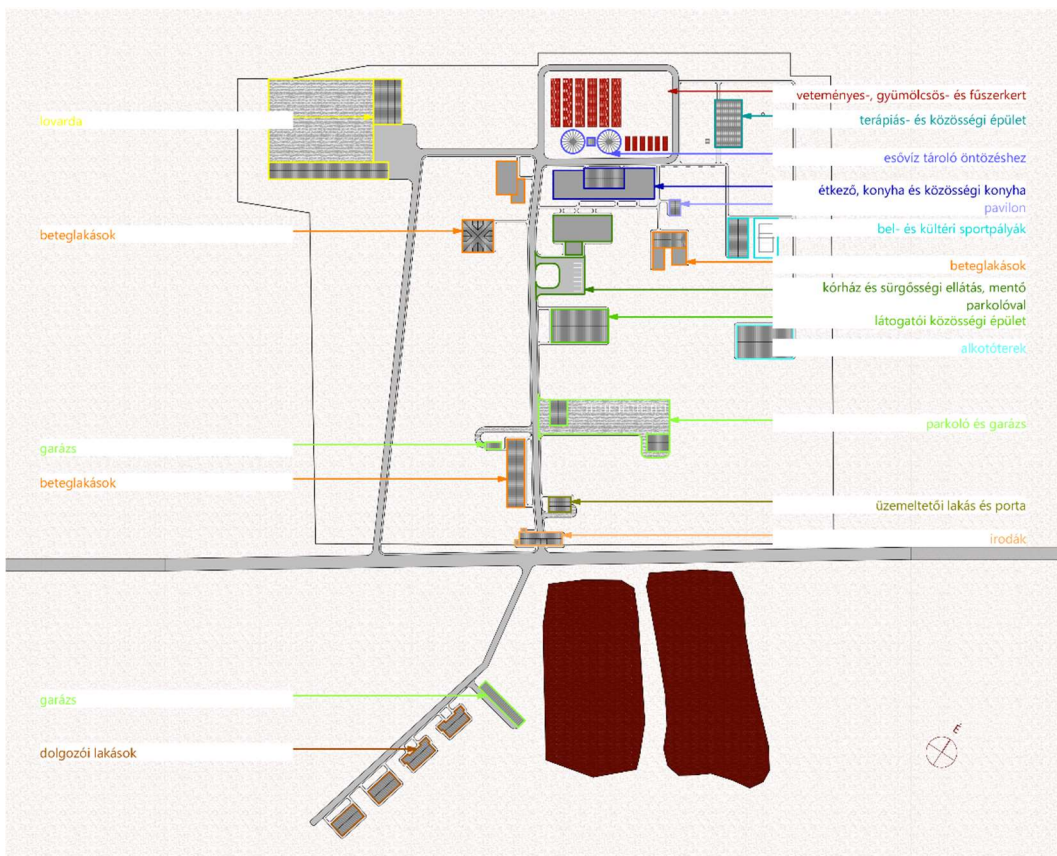 veteményes-, gyümölcsös- és fűszerkert
lovarda
terápiás- és közösségi épület
esővíz tároló öntözéshez
étkező, konyha és közösségi konyha
pavilon
beteglakások
bel- és kültéri sportpályák
beteglakások
kórház és sürgősségi ellátás, mentő
parkolóval
látogatói közösségi épület
alkotóterek
parkoló és garázs
garázs
beteglakások
üzemeltetői lakás és porta
irodák
garázs
dolgozói lakások
É